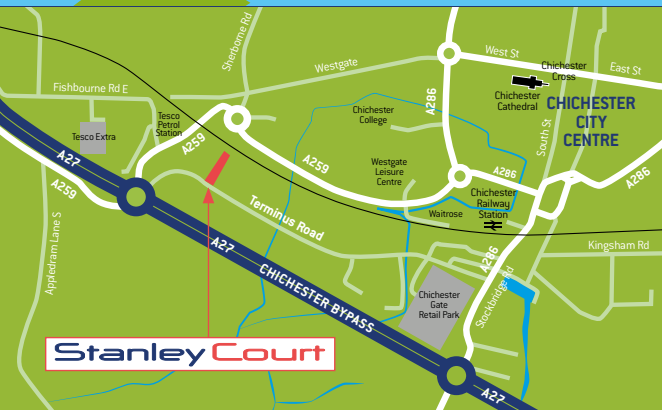 Sherborne Rd
Westgate
West St
East St
Chichester
Cross
Chichester
Cathedral
CHICHESTER
CITY
CENTRE
South St
A286
Fishbourne Rd E
Tesco Extra
Tesco
Petrol
Station
A259
Chichester
College
A259
Westgate
Leisure
Centre
A286
A286
Chichester
Railway
Station
Waitrose
A27
A259
Appledram Lane S
Terminus Road
A27
CHICHESTER BYPASS
A286
Kingsham Rd
Stockbridge Rd
Chichester
Gate
Retail Park
Stanley Court
A27